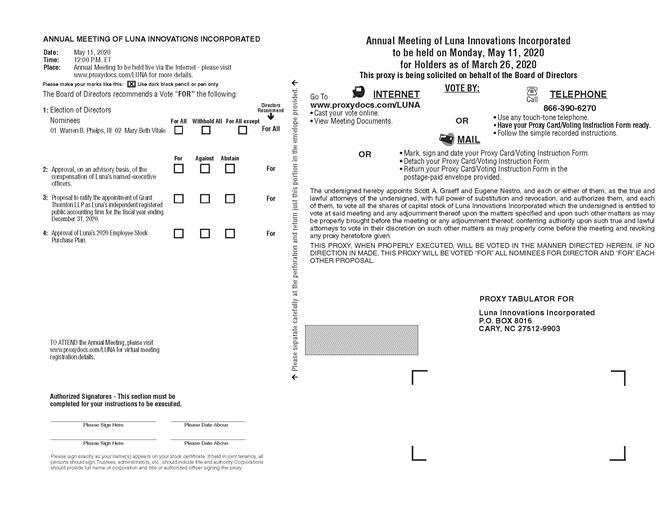 ANNUAL MEETING OF LUNA INNOVATIONS INCORPORATED
Date: May 11, 2020
Time: 12:00 P.M. ET
Place: Annual Meeting to be held live via the Internet - please visit
www.proxydocs.com/LUNA for more details.
Please make your marks like this: Use dark black pencil or pen only
The Board of Directors recommends a Vote "FOR" the following:
1: Election of Directors
Directors
Recommend
Nominees For All Withhold All For All except
01 Warren B. Phelps, III 02 Mary Beth Vitale For All
For Against Abstain
2: Approval, on an advisory basis, of the For
compensation of Luna's named executive
officers.
3: Proposal to ratify the appointment of Grant For
Thornton LLP as Luna's independent registered
public accounting firm for the fiscal year ending
December 31, 2020.
4: Approval of Luna's 2020 Employee Stock For
Purchase Plan.
TO ATTEND the Annual Meeting, please visit
www.proxydocs.com/LUNA for virtual meeting
registration details.
Authorized Signatures - This section must be
completed for your instructions to be executed.
Please Sign Here Please Date Above
Please Sign Here Please Date Above
Please sign exactly as your name(s) appears on your stock certificate. If held in joint tenancy, all
persons should sign. Trustees, administrators, etc., should include title and authority. Corporations
should provide full name of corporation and title of authorized officer signing the proxy.
Please separate carefully at the perforation and return just this portion in the envelope provided.
Annual Meeting of Luna Innovations Incorporated
to be held on Monday, May 11, 2020
for Holders as of March 26, 2020
This proxy is being solicited on behalf of the Board of Directors
VOTE BY:
Go To INTERNET
www.proxydocs.com/LUNA
• Cast your vote online.
• View Meeting Documents.
OR
Call TELEPHONE
866-390-6270
• Use any touch-tone telephone.
• Have your Proxy Card/Voting Instruction Form ready.
• Follow the simple recorded instructions.
MAIL
OR
• Mark, sign and date your Proxy Card/Voting Instruction Form.
• Detach your Proxy Card/Voting Instruction Form.
• Return your Proxy Card/Voting Instruction Form in the
postage-paid envelope provided.
The undersigned hereby appoints Scott A. Graeff and Eugene Nestro, and each or either of them, as the true and
lawful attorneys of the undersigned, with full power of substitution and revocation, and authorizes them, and each
of them, to vote all the shares of capital stock of Luna Innovations Incorporated which the undersigned is entitled to
vote at said meeting and any adjournment thereof upon the matters specified and upon such other matters as may
be properly brought before the meeting or any adjournment thereof, conferring authority upon such true and lawful
attorneys to vote in their discretion on such other matters as may properly come before the meeting and revoking
any proxy heretofore given.
THIS PROXY, WHEN PROPERLY EXECUTED, WILL BE VOTED IN THE MANNER DIRECTED HEREIN. IF NO
DIRECTION IN MADE. THIS PROXY WILL BE VOTED "FOR" ALL NOMINEES FOR DIRECTOR AND "FOR" EACH
OTHER PROPOSAL.
PROXY TABULATOR FOR
Luna Innovations Incorporated
P.O. BOX 8016
CARY, NC 27512-9903